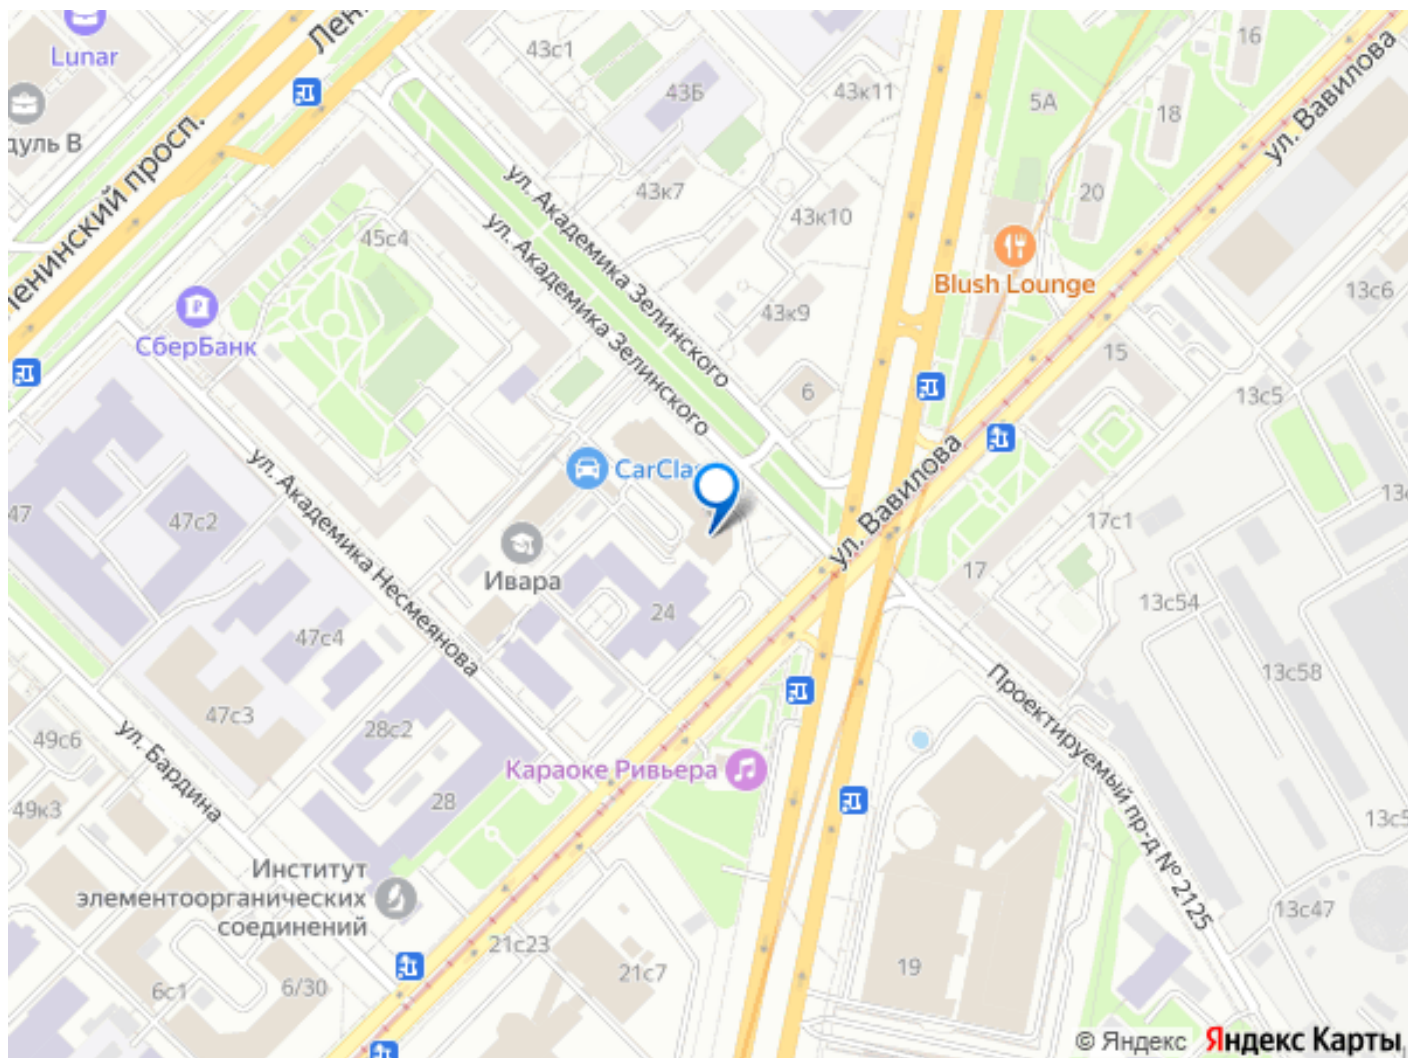 Lunar
Ленинский просп.
43с1
43Б
43к11
16
5А
18
ул. Вавилова
дуль В
ул. Академика Зелинского
43к7
43к10
20
45с4
ул. Академика Зелинского
Blush Lounge
13с6
СберБанк
43к9
15
6
13с5
ул. Академика Несмеянова
CarCla
ул. Вавилова
47
47с2
17с1
Ивара
17
24
13с54
47с4
13с58
47с3
Проектируемый пр-д № 2125
49с6
ул. Бардина
28с2
Караоке Ривьера
49к3
28
Институт
элементоорганических
соединений
13с47
21с23
21с7
19
6с1
6/30
© Яндекс Яндекс Карты